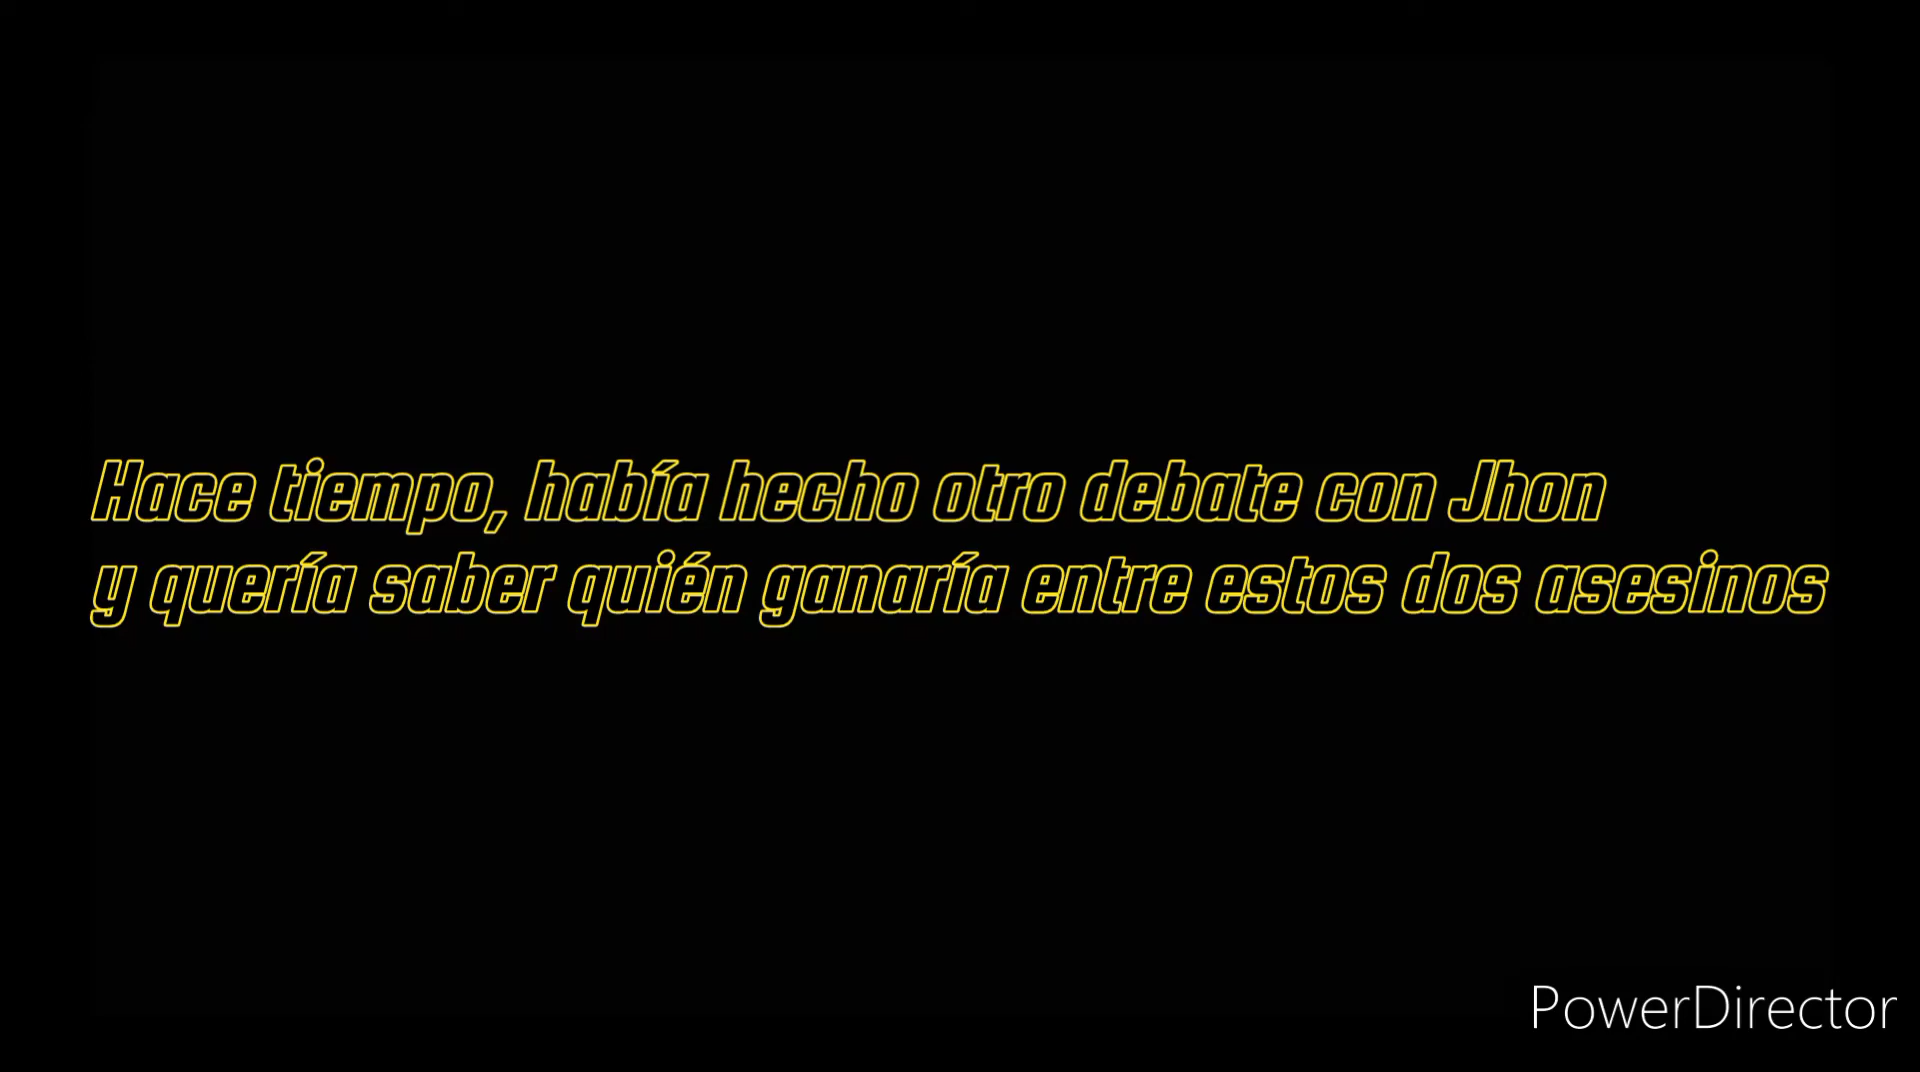 Hace tiempo, había hecho otro debate con Jhon
y quería saber quién ganaría entre estos dos asesinos
PowerDirector